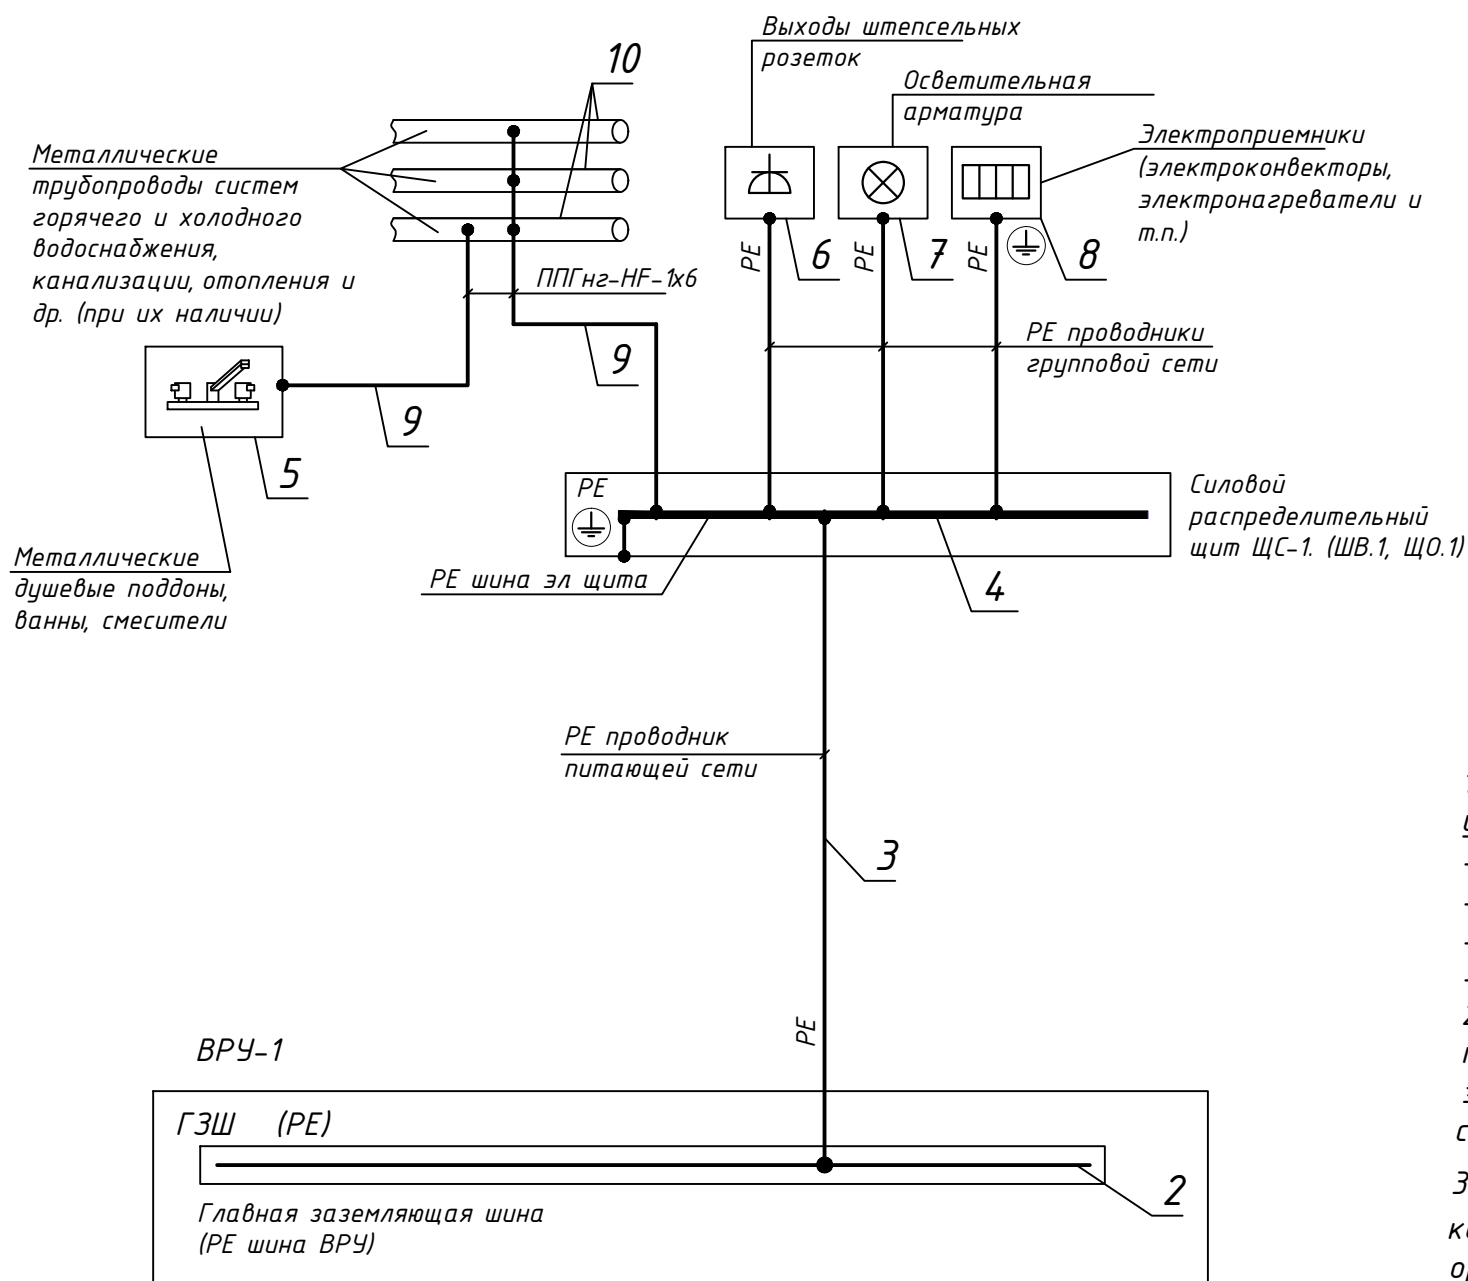 Выходы штепсельных
розеток
10
Осветительная
арматура
Электроприемники
(электроконвекторы,
электронагреватели и
т.п.)
Металлические
трубопроводы систем
горячего и холодного
водоснабжения,
канализации, отопления и
др. (при их наличии)
PE
6
PE
7
PE
8
ППГнг-HF-1х6
PE проводники
групповой сети
9
9
5
PE
Силовой
распределительный
щит ЩС-1. (ШВ.1, ЩО.1)
Металлические
душевые поддоны,
ванны, смесители
PE шина эл щита
4
PE проводник
питающей сети
3
PE
ВРУ-1
ГЗШ (PE)
2
Главная заземляющая шина
(PE шина ВРУ)
3